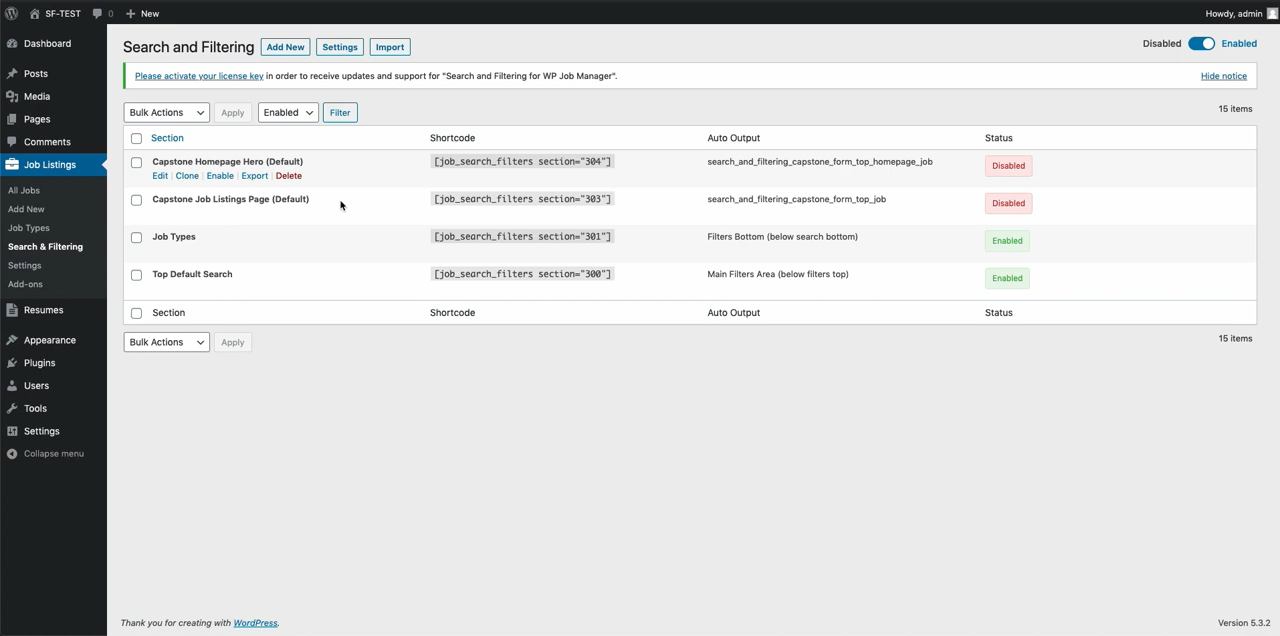 SF-TEST 0 New Howdy, admin
Dashboard
Posts
Media
Pages
Comments
Job Listings
All Jobs
Add New
Job Types
Search & Filtering
Settings
Add-ons
Resumes
Appearance
Plugins
Users
Tools
Settings
Collapse menu
Search and Filtering Add New Settings Import Disabled Enabled
Please activate your license key in order to receive updates and support for "Search and Filtering for WP Job Manager". Hide notice
Bulk Actions Apply Enabled Filter 15 items
Section Shortcode Auto Output Status
Capstone Homepage Hero (Default) [job_search_filters section="304"] search_and_filtering_capstone_form_top_homepage_job Disabled
Edit | Clone | Enable | Export | Delete
Capstone Job Listings Page (Default) [job_search_filters section="303"] search_and_filtering_capstone_form_top_job Disabled
Job Types [job_search_filters section="301"] Filters Bottom (below search bottom) Enabled
Top Default Search [job_search_filters section="300"] Main Filters Area (below filters top) Enabled
Section Shortcode Auto Output Status
Bulk Actions Apply 15 items
Thank you for creating with WordPress. Version 5.3.2